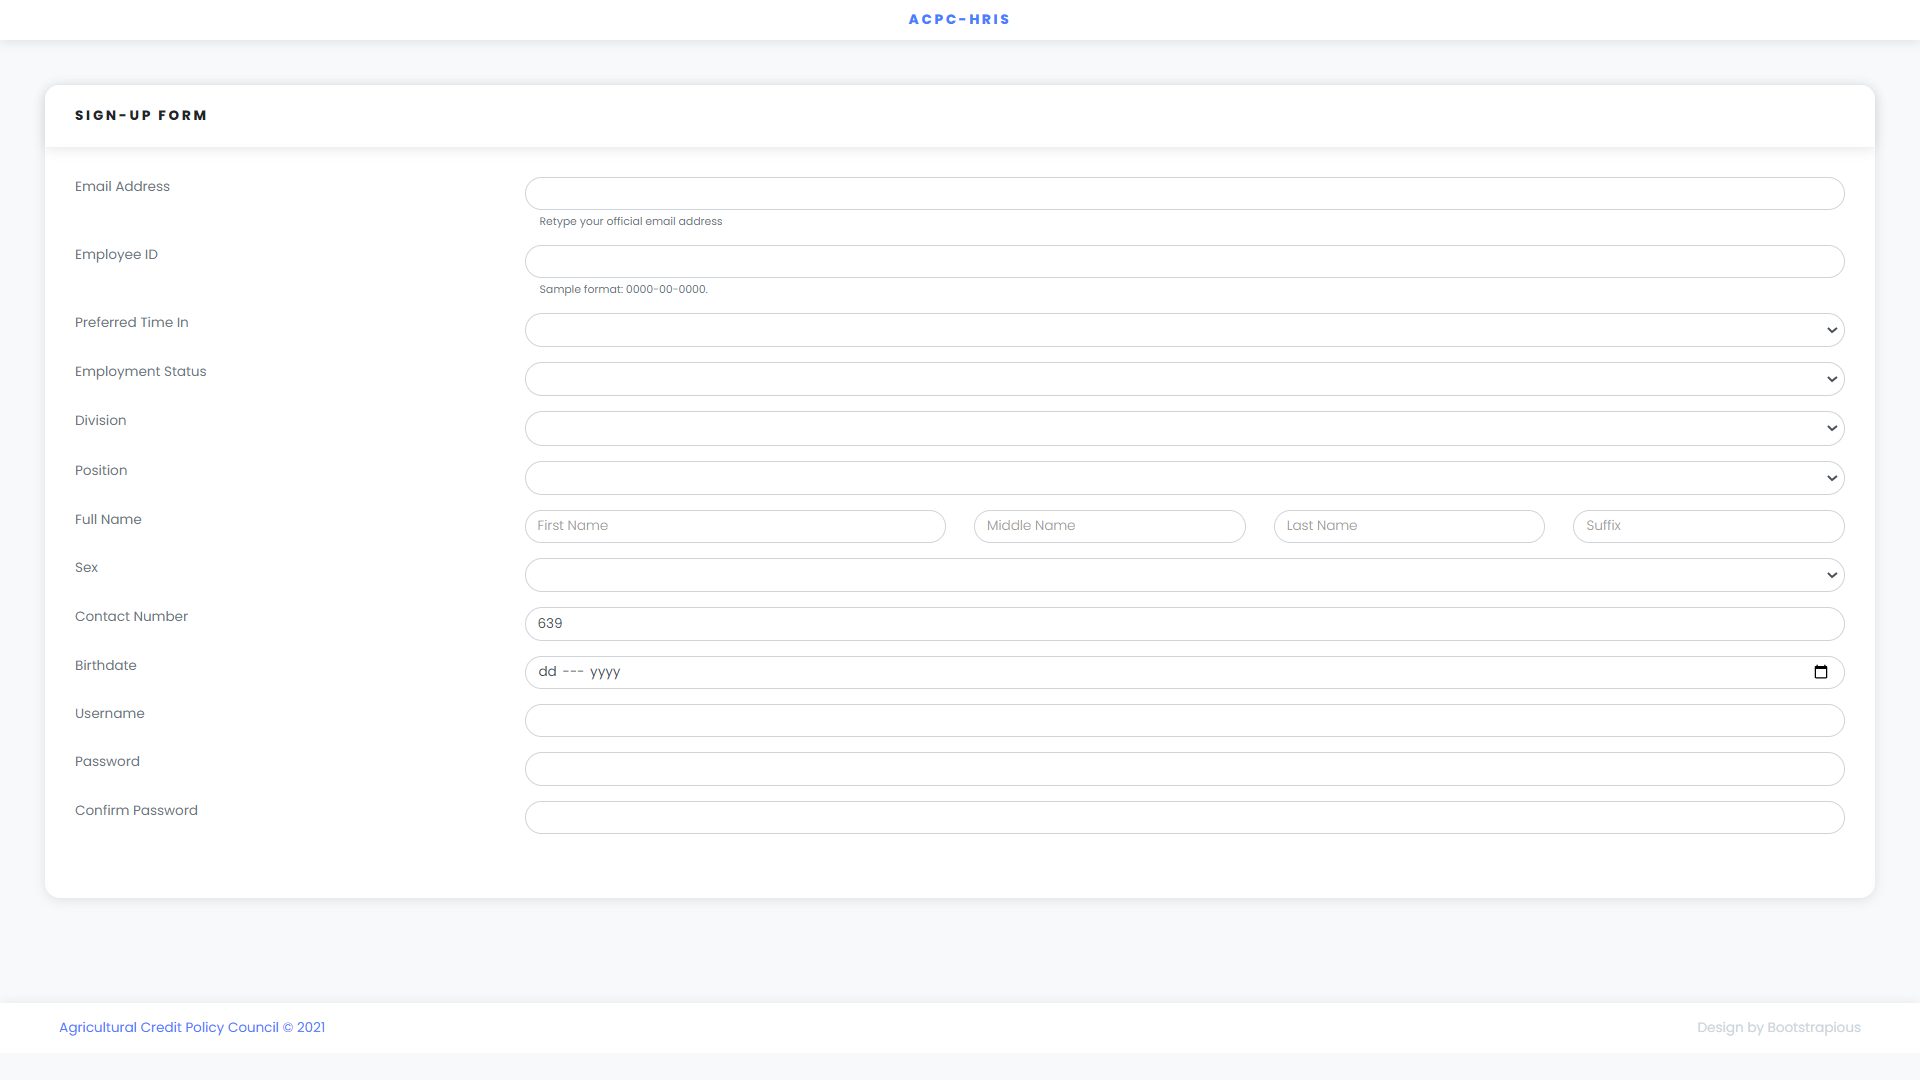 ACPC-HRIS
SIGN-UP FORM
Email Address
Retype your official email address
Employee ID
Sample format: 0000-00-0000.
Preferred Time In
Employment Status
Division
Position
Full Name
First Name
Middle Name
Last Name
Suffix
Sex
Contact Number
639
Birthdate
dd --- yyyy
Username
Password
Confirm Password
Agricultural Credit Policy Council © 2021
Design by Bootstrapious